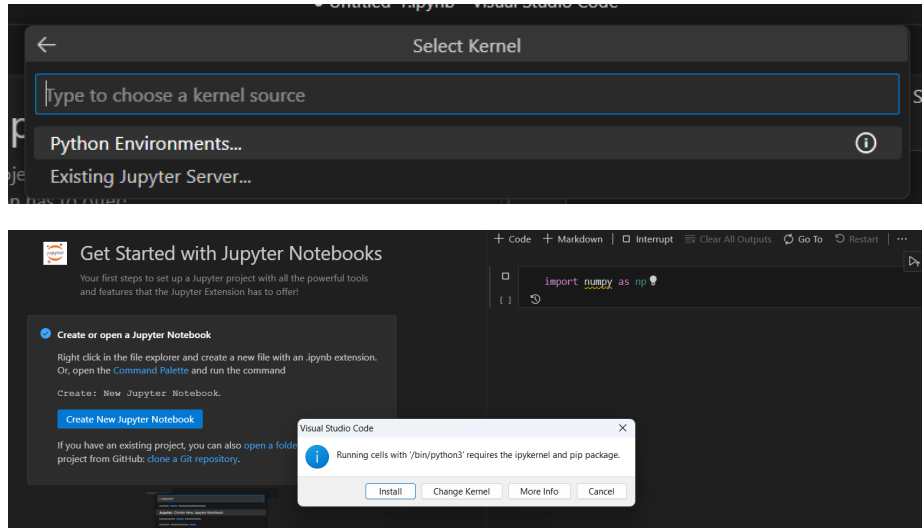 Untitled-1.ipynb - Visual Studio Code
Select Kernel
Type to choose a kernel source
Python Environments...
Existing Jupyter Server...
Get Started with Jupyter Notebooks
Your first steps to set up a Jupyter project with all the powerful tools
and features that the Jupyter Extension has to offer!
Create or open a Jupyter Notebook
Right click in the file explorer and create a new file with an .ipynb extension.
Or, open the Command Palette and run the command
Create: New Jupyter Notebook.
Create New Jupyter Notebook
If you have an existing project, you can also open a folde
project from GitHub: clone a Git repository.
+ Code + Markdown | Interrupt Clear All Outputs Go To Restart | ...
import numpy as np
[ ]
Visual Studio Code
Running cells with '/bin/python3' requires the ipykernel and pip package.
Install Change Kernel More Info Cancel